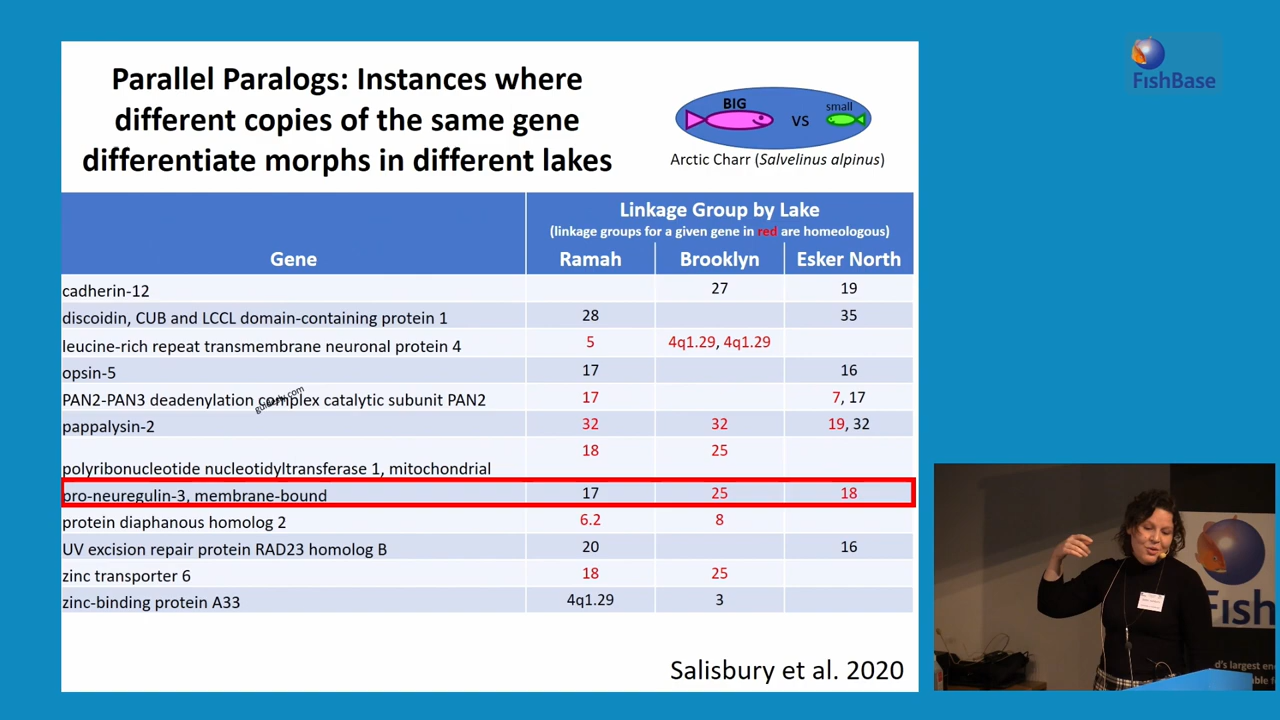 Parallel Paralogs: Instances where
different copies of the same gene
differentiate morphs in different lakes
BIG
vs
small
Arctic Charr (Salvelinus alpinus)
FishBase
Gene
Linkage Group by Lake
(linkage groups for a given gene in red are homeologous)
Ramah Brooklyn Esker North
cadherin-12 27 19
discoidin, CUB and LCCL domain-containing protein 1 28 35
leucine-rich repeat transmembrane neuronal protein 4 5 4q1.29, 4q1.29
opsin-5 17 16
PAN2-PAN3 deadenylation complex catalytic subunit PAN2 17 7, 17
pappalysin-2 32 32 19, 32
polyribonucleotide nucleotidyltransferase 1, mitochondrial 18 25
pro-neuregulin-3, membrane-bound 17 25 18
protein diaphanous homolog 2 6.2 8
UV excision repair protein RAD23 homolog B 20 16
zinc transporter 6 18 25
zinc-binding protein A33 4q1.29 3
Salisbury et al. 2020
Fish
d's largest en